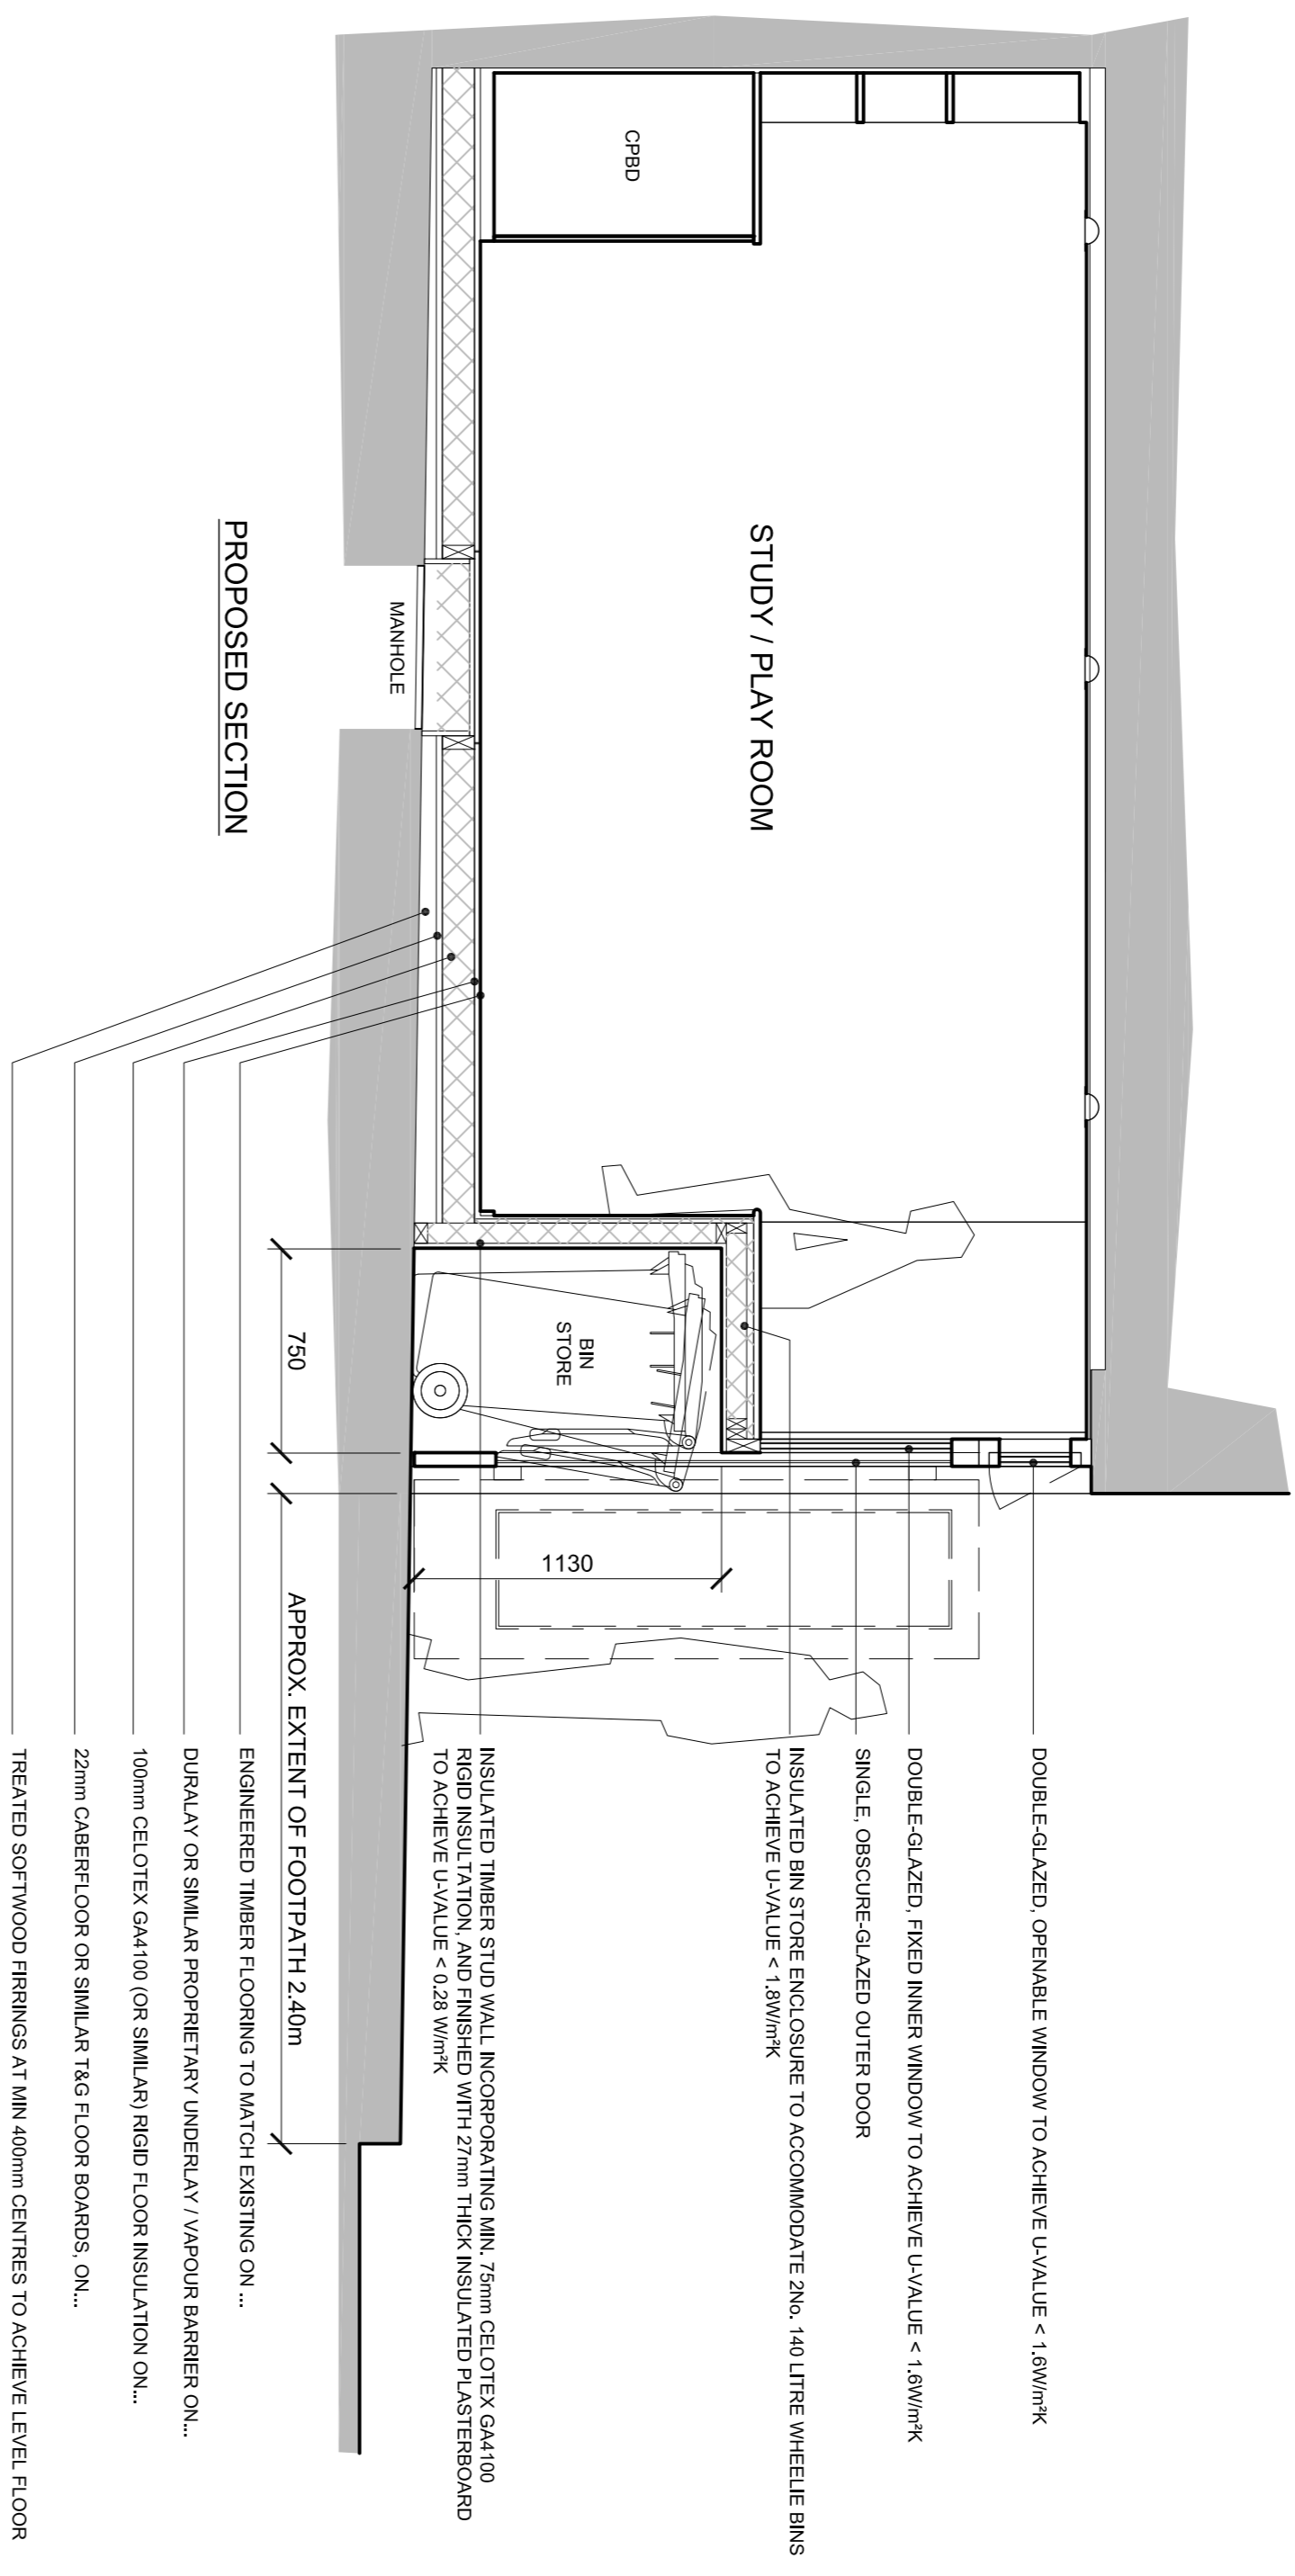 CPBD
STUDY / PLAY ROOM
MANHOLE
PROPOSED SECTION
BIN
STORE
750
1130
APPROX. EXTENT OF FOOTPATH 2.40m
DOUBLE-GLAZED, OPENABLE WINDOW TO ACHIEVE U-VALUE < 1.6W/m²K
DOUBLE-GLAZED, FIXED INNER WINDOW TO ACHIEVE U-VALUE < 1.6W/m²K
SINGLE, OBSCURE-GLAZED OUTER DOOR
INSULATED BIN STORE ENCLOSURE TO ACCOMMODATE 2No. 140 LITRE WHEELIE BINS
TO ACHIEVE U-VALUE < 1.8W/m²K
INSULATED TIMBER STUD WALL INCORPORATING MIN. 75mm CELOTEX GA4100
RIGID INSULTATION, AND FINISHED WITH 27mm THICK INSULATED PLASTERBOARD
TO ACHIEVE U-VALUE < 0.28 W/m²K
ENGINEERED TIMBER FLOORING TO MATCH EXISTING ON ...
DURALAY OR SIMILAR PROPRIETARY UNDERLAY / VAPOUR BARRIER ON...
100mm CELOTEX GA4100 (OR SIMILAR) RIGID FLOOR INSULATION ON...
22mm CABERFLOOR OR SIMILAR T&G FLOOR BOARDS, ON...
TREATED SOFTWOOD FIRRINGS AT MIN 400mm CENTRES TO ACHIEVE LEVEL FLOOR